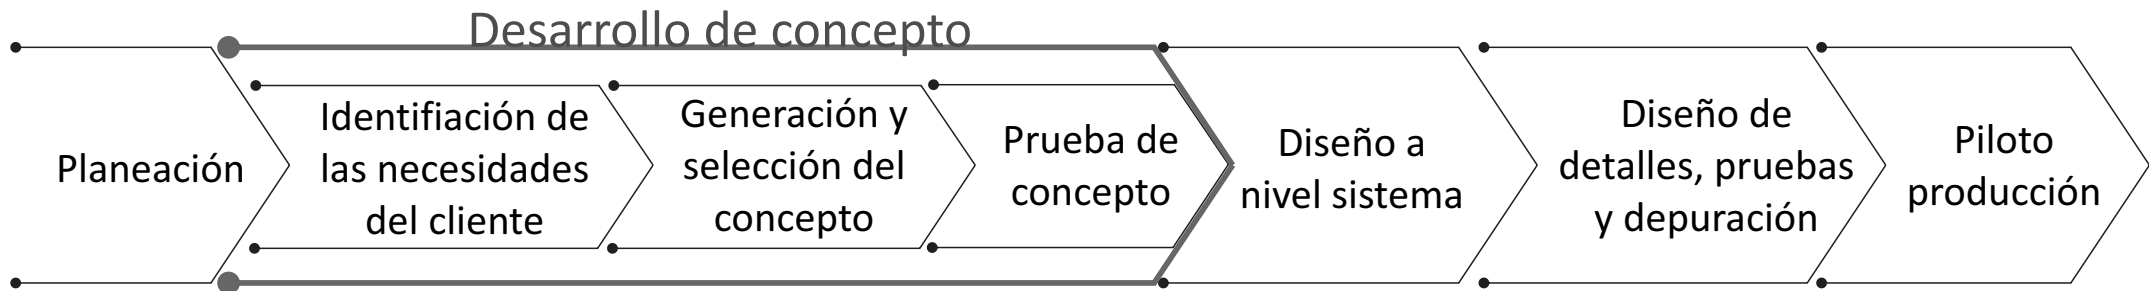 Desarrollo de concepto
Planeación
Identifiación de
las necesidades
del cliente
Generación y
selección del
concepto
Prueba de
concepto
Diseño a
nivel sistema
Diseño de
detalles, pruebas
y depuración
Piloto
producción